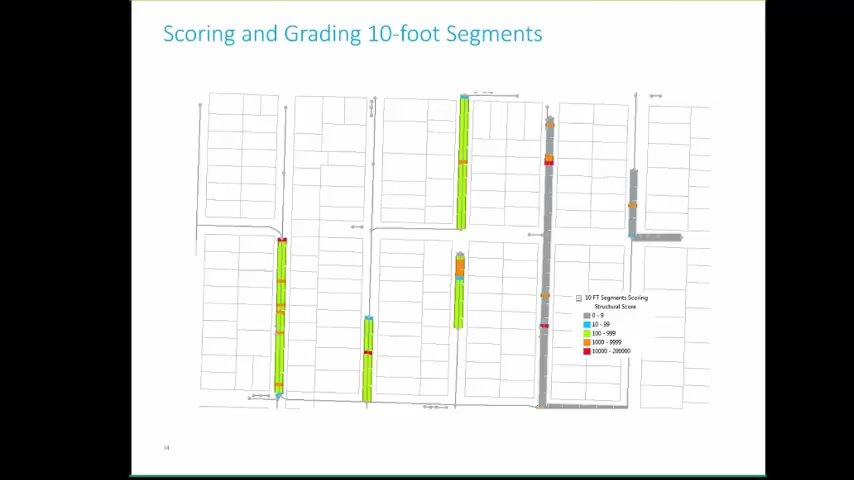 Scoring and Grading 10-foot Segments
10 FT Segments Scoring
Structural Score
0 - 9
10 - 99
100 - 999
1000 - 9999
10000 - 200000
34